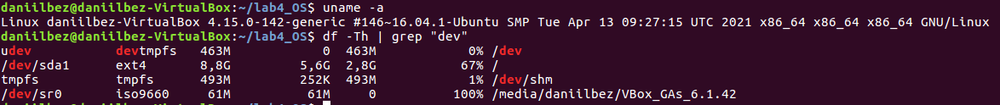 daniilbez@daniilbez-VirtualBox:~/lab4_OS$ uname -a
Linux daniilbez-VirtualBox 4.15.0-142-generic #146~16.04.1-Ubuntu SMP Tue Apr 13 09:27:15 UTC 2021 x86_64 x86_64 x86_64 GNU/Linux
daniilbez@daniilbez-VirtualBox:~/lab4_OS$ df -Th | grep "dev"
udev devtmpfs 463M 0 463M 0% /dev
/dev/sda1 ext4 8,8G 5,6G 2,8G 67% /
tmpfs tmpfs 493M 252K 493M 1% /dev/shm
/dev/sr0 iso9660 61M 61M 0 100% /media/daniilbez/VBox_GAs_6.1.42